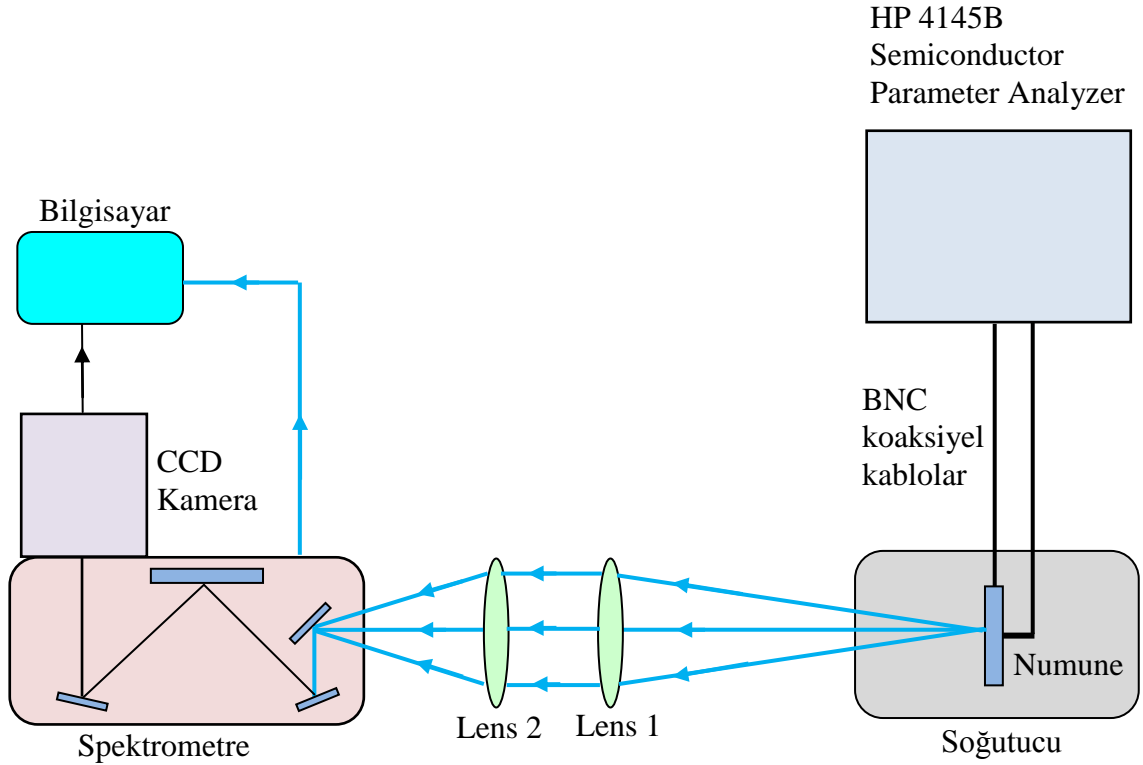 HP 4145B
Semiconductor
Parameter Analyzer
Bilgisayar
BNC
koaksiyel
kablolar
CCD
Kamera
Numune
Lens 2
Lens 1
Spektrometre
Soğutucu